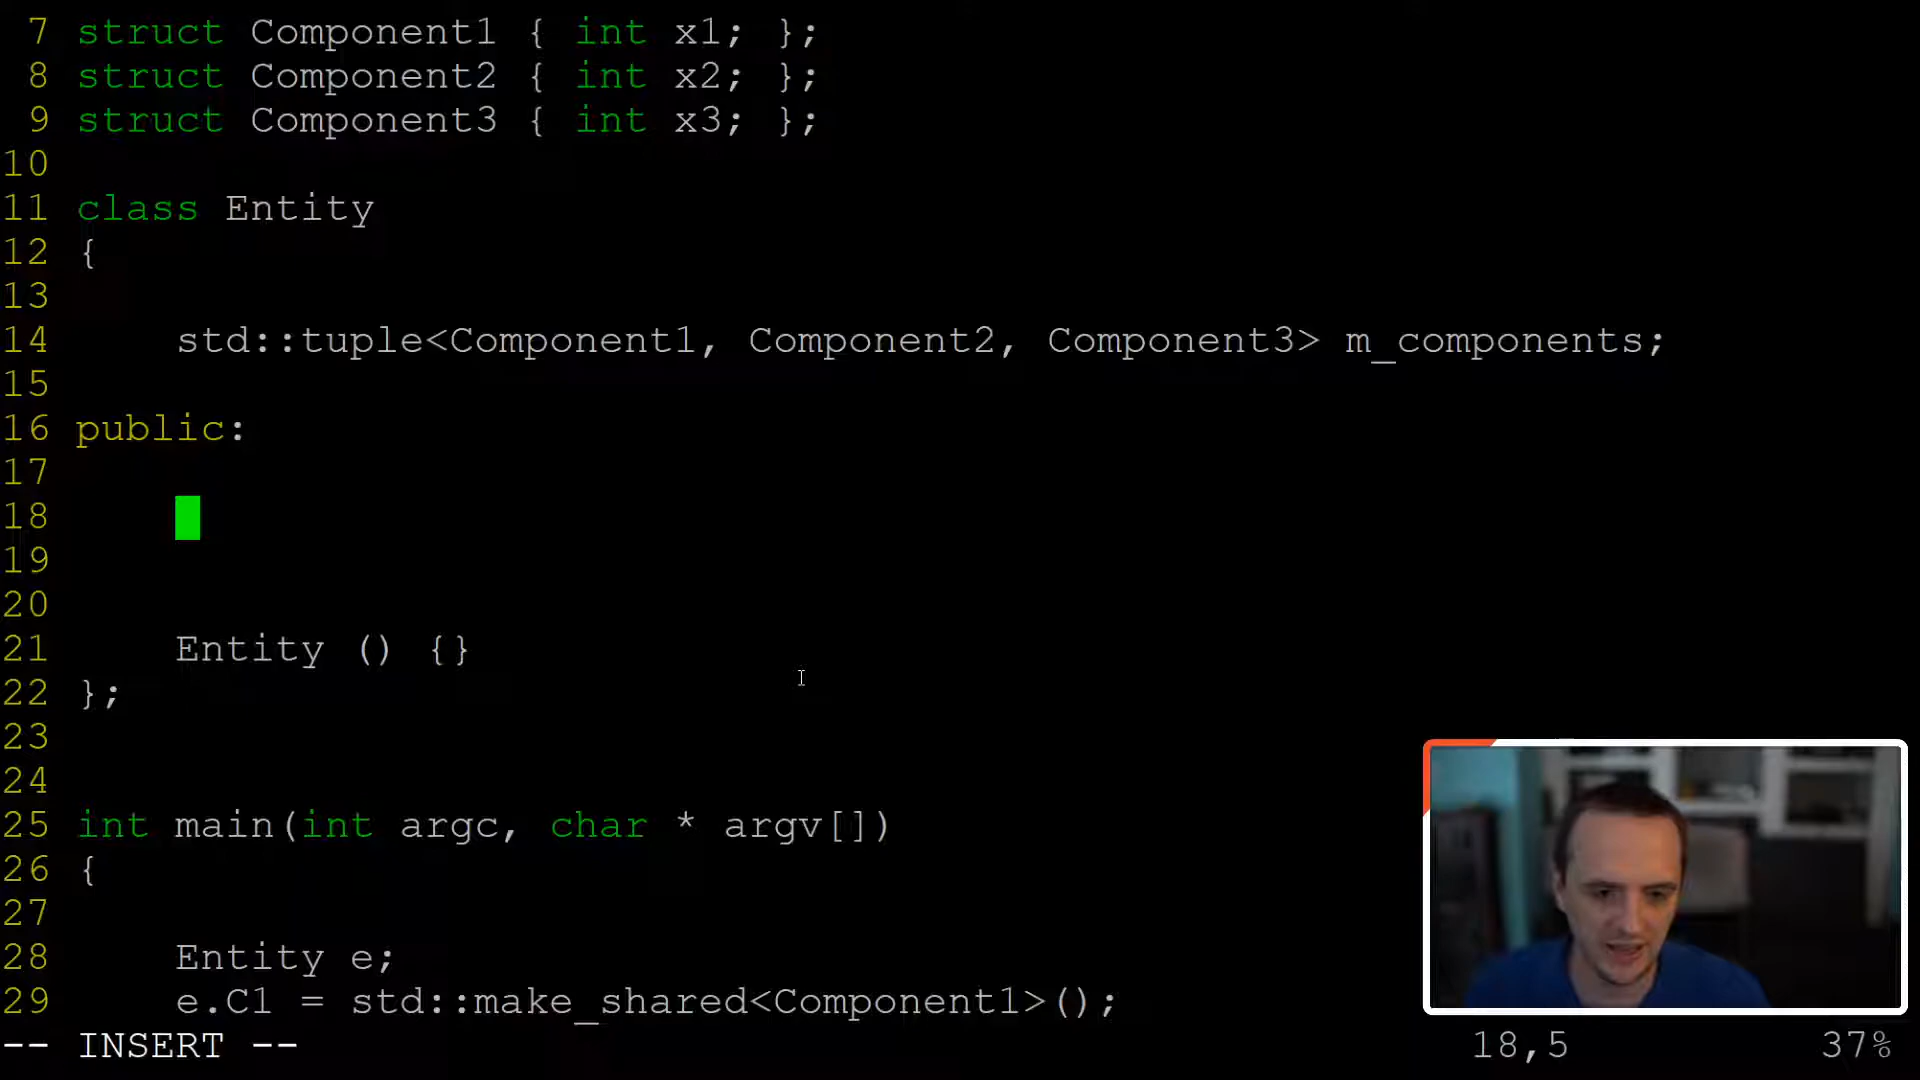 7 struct Component1 { int x1; };
8 struct Component2 { int x2; };
9 struct Component3 { int x3; };
10
11 class Entity
12 {
13
14     std::tuple<Component1, Component2, Component3> m_components;
15
16 public:
17
18
19
20
21     Entity () {}
22 };
23
24
25 int main(int argc, char * argv[])
26 {
27
28     Entity e;
29     e.C1 = std::make_shared<Component1>();
-- INSERT -- 18,5 37%